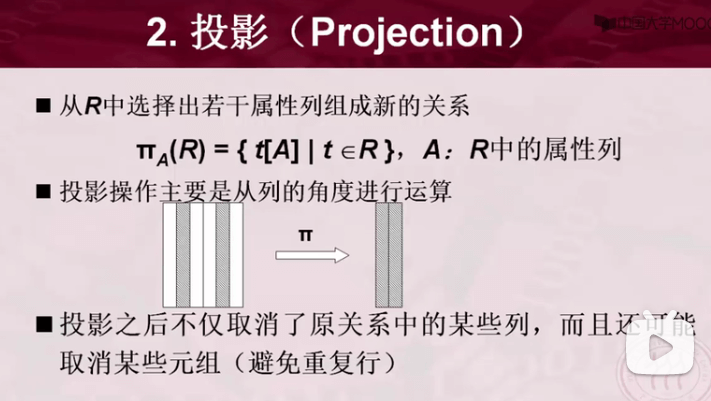 2. 投影（Projection）
中国大学MOOC
■ 从R中选择出若干属性列组成新的关系
πA(R) = { t[A] | t ∈R }，A：R中的属性列
■ 投影操作主要是从列的角度进行运算
π
■ 投影之后不仅取消了原关系中的某些列，而且还可能
取消某些元组（避免重复行）